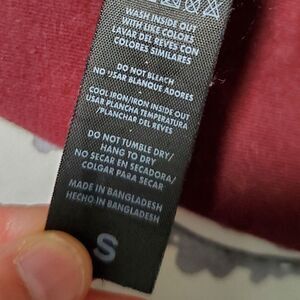 WASH INSIDE OUT
WITH LIKE COLORS
LAVAR DEL REVES CON
COLORES SIMILARES
DO NOT BLEACH
NO USAR BLANQUEADORES
COOL IRON/IRON INSIDE OUT
USAR PLANCHA TEMPERATURA
/PLANCHAR DEL REVES
DO NOT TUMBLE DRY/
HANG TO DRY
NO SECAR EN SECADORA/
COLGAR PARA SECAR
MADE IN BANGLADESH
HECHO EN BANGLADESH
S